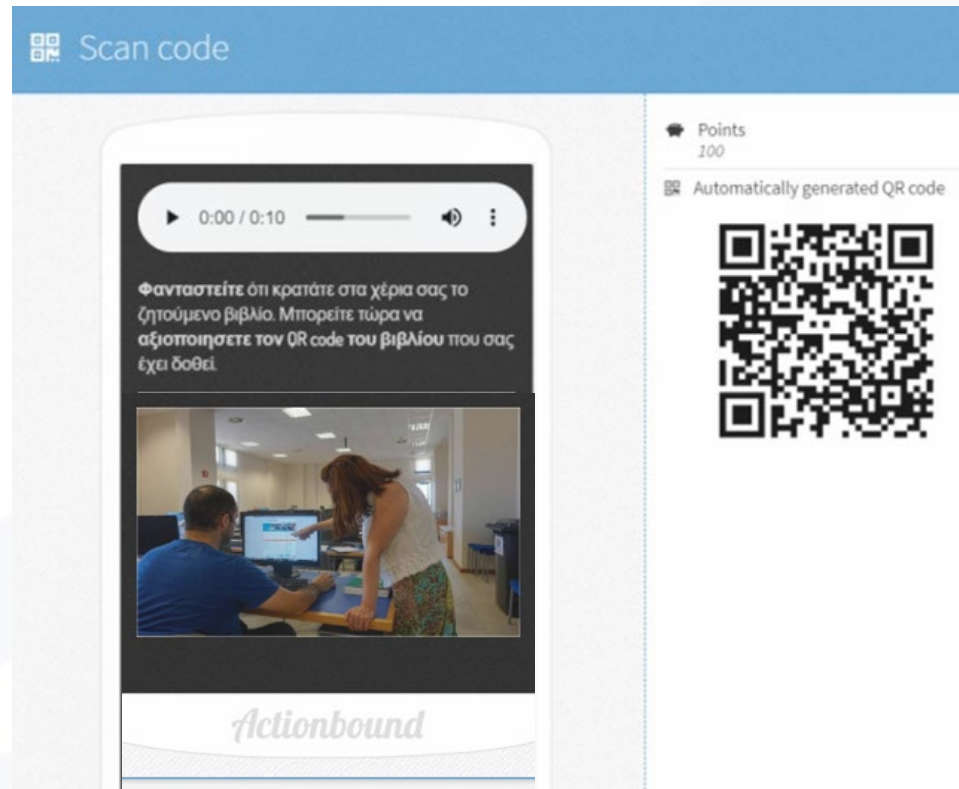 Scan code
0:00 / 0:10
Φανταστείτε ότι κρατάτε στα χέρια σας το
ζητούμενο βιβλίο. Μπορείτε τώρα να
αξιοποιησετε τον QR code του βιβλίου που σας
έχει δοθεί.
Actionbound
Points
100
Automatically generated QR code